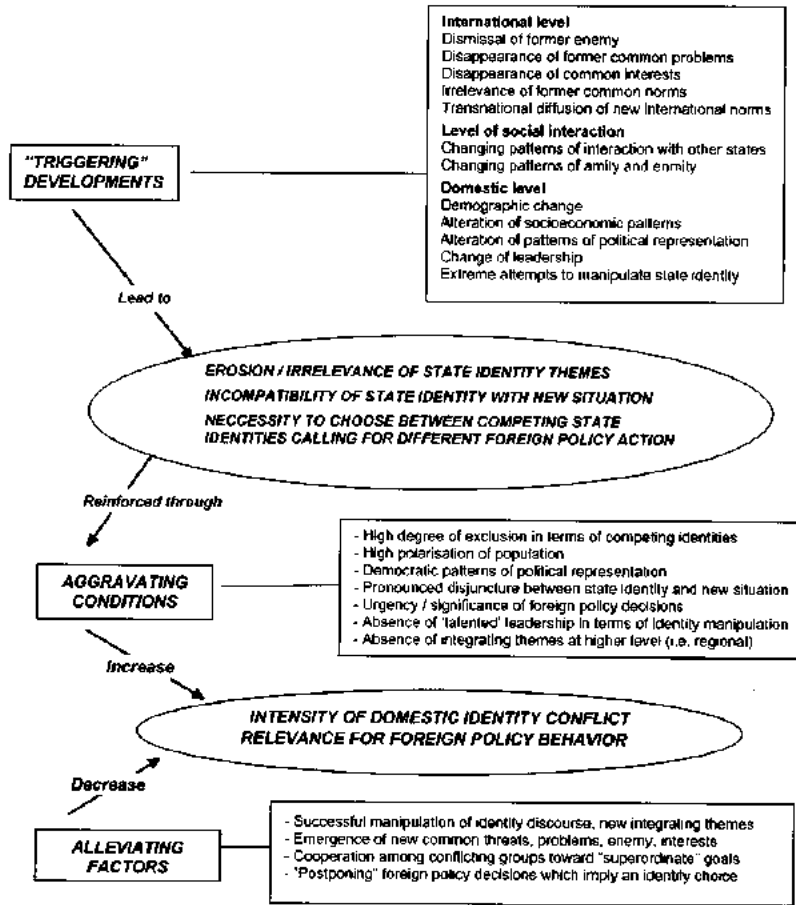 International level
Dismissal of former enemy
Disappearance of former common problems
Disappearance of common interests
Irrelevance of former common norms
Transnational diffusion of new International norms
Level of social interaction
Changing patterns of interaction with other states
Changing patterns of amity and enmity
Domestic level
Demographic change
Alteration of socioeconomic patterns
Alteration of patterns of political representation
Change of leadership
Extreme attempts to manipulate state identity
"TRIGGERING"
DEVELOPMENTS
Lead to
EROSION / IRRELEVANCE OF STATE IDENTITY THEMES
INCOMPATIBILITY OF STATE IDENTITY WITH NEW SITUATION
NECCESSITY TO CHOOSE BETWEEN COMPETING STATE
IDENTITIES CALLING FOR DIFFERENT FOREIGN POLICY ACTION
Reinforced through
AGGRAVATING
CONDITIONS
- High degree of exclusion in terms of competing identities
- High polarisation of population
- Democratic patterns of political representation
- Pronounced disjuncture between state identity and new situation
- Urgency / significance of foreign policy decisions
- Absence of 'talented' leadership in terms of identity manipulation
- Absence of integrating themes at higher level (i.e. regional)
Increase
INTENSITY OF DOMESTIC IDENTITY CONFLICT
RELEVANCE FOR FOREIGN POLICY BEHAVIOR
Decrease
ALLEVIATING
FACTORS
- Successful manipulation of identity discourse, new integrating themes
- Emergence of new common threats, problems, enemy, interests
- Cooperation among conflicting groups toward "superordinate" goals
- "Postponing" foreign policy decisions which imply an identity choice